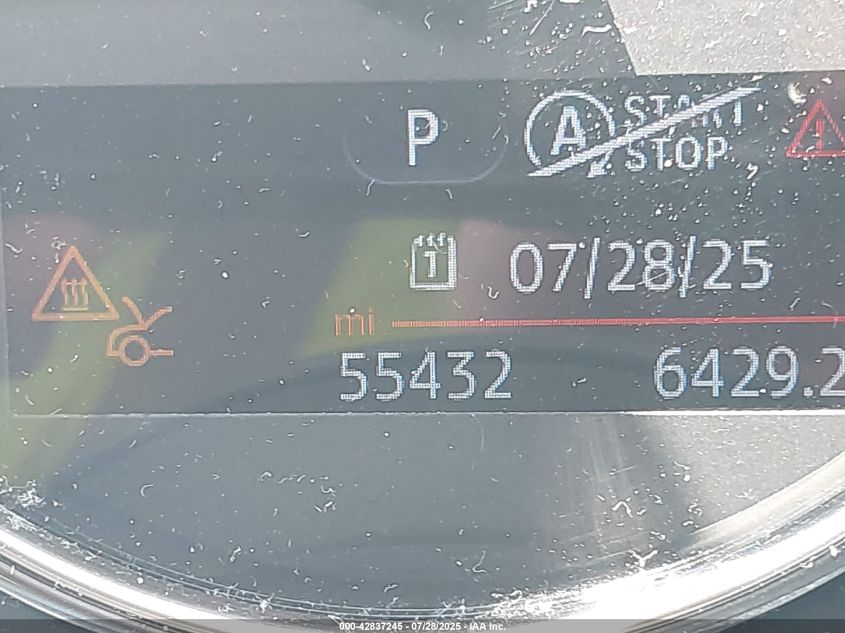 P
A START
STOP
07/28/25
mi
55432 6429.2
000-42837245 - 07/28/2025 - IAA Inc.